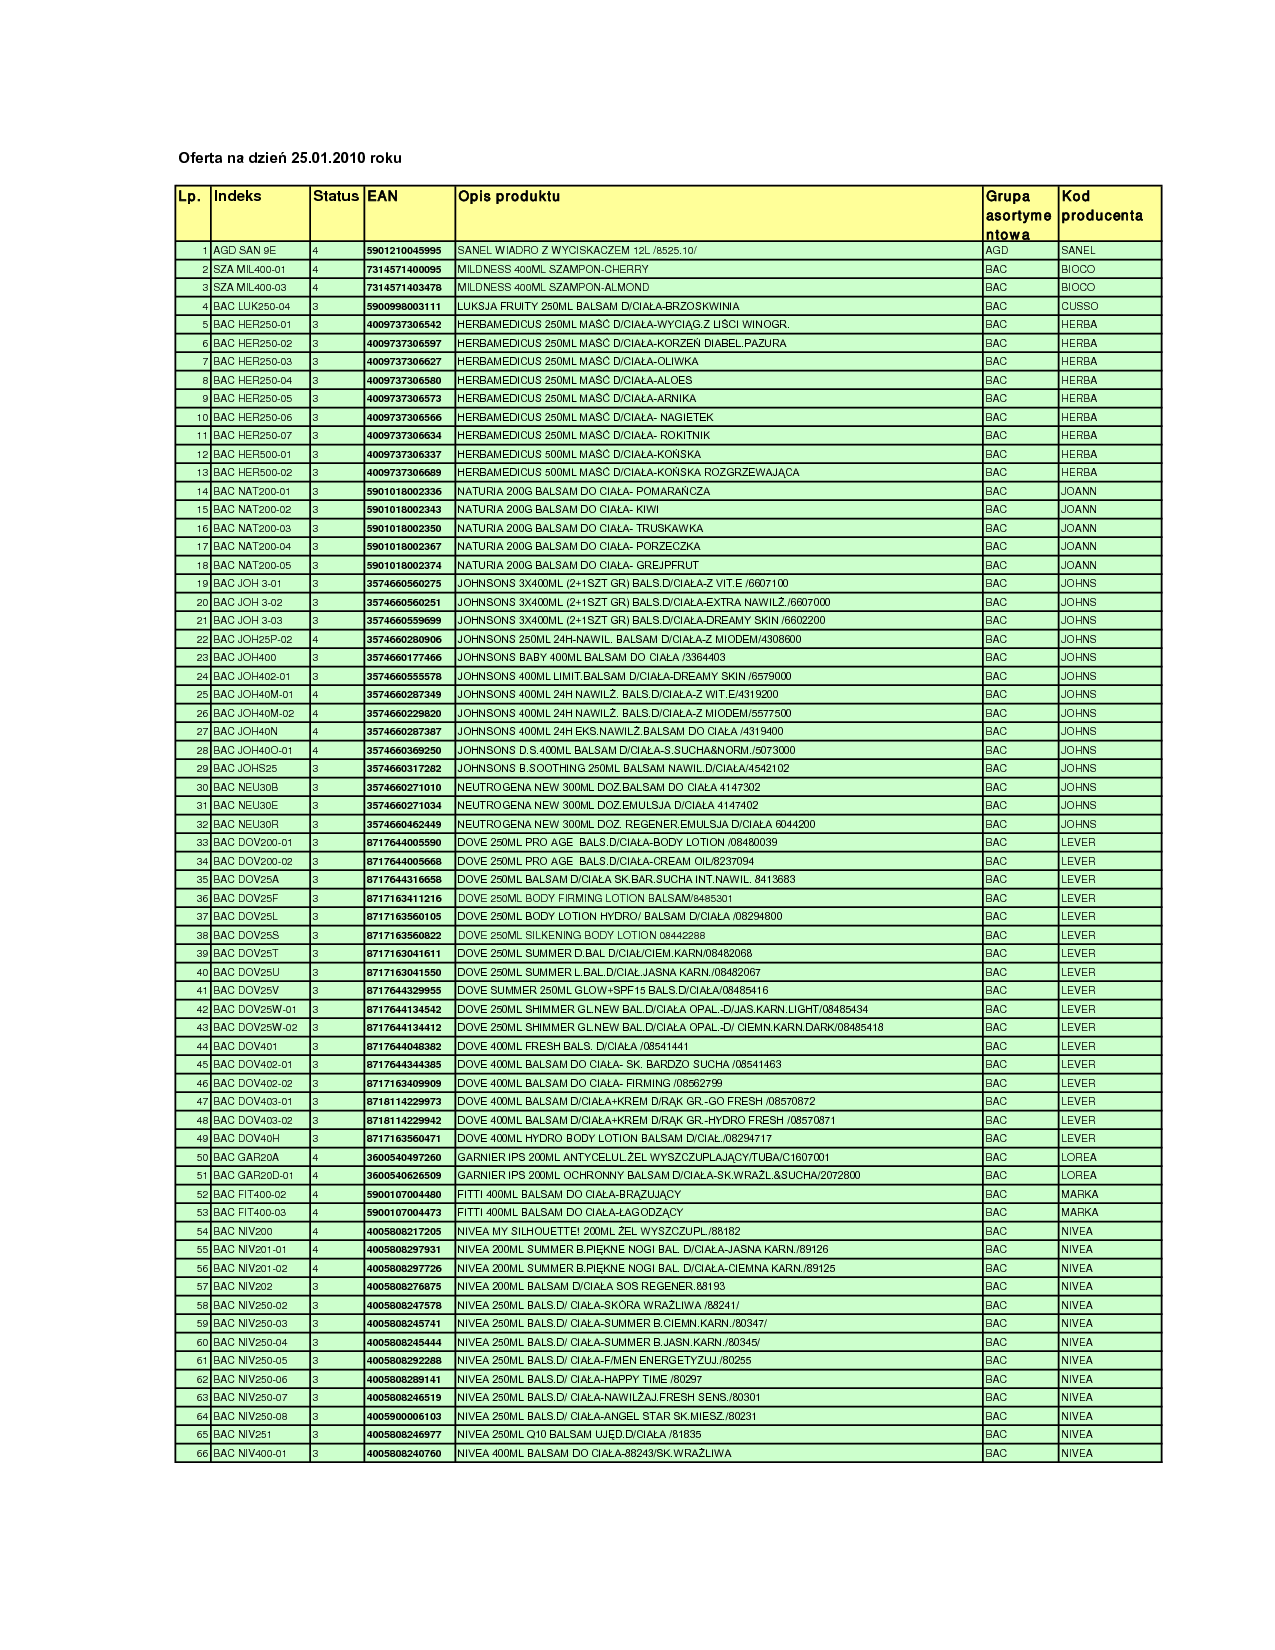 Oferta na dzień 25.01.2010 roku
Lp. Indeks Status EAN Opis produktu Grupa asortymentowa Kod producenta
1 AGD SAN 9E 4 5901210045995 SANEL WIADRO Z WYCISKACZEM 12L /8525.10/ AGD SANEL
2 SZA MIL400-01 4 7314571400095 MILDNESS 400ML SZAMPON-CHERRY BAC BIOCO
3 SZA MIL400-03 4 7314571403478 MILDNESS 400ML SZAMPON-ALMOND BAC BIOCO
4 BAC LUK250-04 3 5900998003111 LUKSJA FRUITY 250ML BALSAM D/CIAŁA-BRZOSKWINIA BAC CUSSO
5 BAC HER250-01 3 4009737306542 HERBAMEDICUS 250ML MAŚĆ D/CIAŁA-WYCIĄG.Z LIŚCI WINOGR. BAC HERBA
6 BAC HER250-02 3 4009737306597 HERBAMEDICUS 250ML MAŚĆ D/CIAŁA-KORZEŃ DIABEL.PAZURA BAC HERBA
7 BAC HER250-03 3 4009737306627 HERBAMEDICUS 250ML MAŚĆ D/CIAŁA-OLIWKA BAC HERBA
8 BAC HER250-04 3 4009737306580 HERBAMEDICUS 250ML MAŚĆ D/CIAŁA-ALOES BAC HERBA
9 BAC HER250-05 3 4009737306573 HERBAMEDICUS 250ML MAŚĆ D/CIAŁA-ARNIKA BAC HERBA
10 BAC HER250-06 3 4009737306566 HERBAMEDICUS 250ML MAŚĆ D/CIAŁA- NAGIETEK BAC HERBA
11 BAC HER250-07 3 4009737306634 HERBAMEDICUS 250ML MAŚĆ D/CIAŁA- ROKITNIK BAC HERBA
12 BAC HER500-01 3 4009737306337 HERBAMEDICUS 500ML MAŚĆ D/CIAŁA-KOŃSKA BAC HERBA
13 BAC HER500-02 3 4009737306689 HERBAMEDICUS 500ML MAŚĆ D/CIAŁA-KOŃSKA ROZGRZEWAJĄCA BAC HERBA
14 BAC NAT200-01 3 5901018002336 NATURIA 200G BALSAM DO CIAŁA- POMARAŃCZA BAC JOANN
15 BAC NAT200-02 3 5901018002343 NATURIA 200G BALSAM DO CIAŁA- KIWI BAC JOANN
16 BAC NAT200-03 3 5901018002350 NATURIA 200G BALSAM DO CIAŁA- TRUSKAWKA BAC JOANN
17 BAC NAT200-04 3 5901018002367 NATURIA 200G BALSAM DO CIAŁA- PORZECZKA BAC JOANN
18 BAC NAT200-05 3 5901018002374 NATURIA 200G BALSAM DO CIAŁA- GREJPFRUT BAC JOANN
19 BAC JOH 3-01 3 3574660560275 JOHNSONS 3X400ML (2+1SZT GR) BALS.D/CIAŁA-Z VIT.E /6607100 BAC JOHNS
20 BAC JOH 3-02 3 3574660560251 JOHNSONS 3X400ML (2+1SZT GR) BALS.D/CIAŁA-EXTRA NAWILŻ./6607000 BAC JOHNS
21 BAC JOH 3-03 3 3574660559699 JOHNSONS 3X400ML (2+1SZT GR) BALS.D/CIAŁA-DREAMY SKIN /6602200 BAC JOHNS
22 BAC JOH25P-02 4 3574660280906 JOHNSONS 250ML 24H-NAWIL. BALSAM D/CIAŁA-Z MIODEM/4308600 BAC JOHNS
23 BAC JOH400 3 3574660177466 JOHNSONS BABY 400ML BALSAM DO CIAŁA /3364403 BAC JOHNS
24 BAC JOH402-01 3 3574660555578 JOHNSONS 400ML LIMIT.BALSAM D/CIAŁA-DREAMY SKIN /6579000 BAC JOHNS
25 BAC JOH40M-01 4 3574660287349 JOHNSONS 400ML 24H NAWILŻ. BALS.D/CIAŁA-Z WIT.E/4319200 BAC JOHNS
26 BAC JOH40M-02 4 3574660229820 JOHNSONS 400ML 24H NAWILŻ. BALS.D/CIAŁA-Z MIODEM/5577500 BAC JOHNS
27 BAC JOH40N 4 3574660287387 JOHNSONS 400ML 24H EKS.NAWILŻ.BALSAM DO CIAŁA /4319400 BAC JOHNS
28 BAC JOH40O-01 4 3574660369250 JOHNSONS D.S.400ML BALSAM D/CIAŁA-S.SUCHA&NORM./5073000 BAC JOHNS
29 BAC JOHS25 3 3574660317282 JOHNSONS B.SOOTHING 250ML BALSAM NAWIL.D/CIAŁA/4542102 BAC JOHNS
30 BAC NEU30B 3 3574660271010 NEUTROGENA NEW 300ML DOZ.BALSAM DO CIAŁA 4147302 BAC JOHNS
31 BAC NEU30E 3 3574660271034 NEUTROGENA NEW 300ML DOZ.EMULSJA D/CIAŁA 4147402 BAC JOHNS
32 BAC NEU30R 3 3574660462449 NEUTROGENA NEW 300ML DOZ. REGENER.EMULSJA D/CIAŁA 6044200 BAC JOHNS
33 BAC DOV200-01 3 8717644005590 DOVE 250ML PRO AGE BALS.D/CIAŁA-BODY LOTION /08480039 BAC LEVER
34 BAC DOV200-02 3 8717644005668 DOVE 250ML PRO AGE BALS.D/CIAŁA-CREAM OIL/8237094 BAC LEVER
35 BAC DOV25A 3 8717644316658 DOVE 250ML BALSAM D/CIAŁA SK.BAR.SUCHA INT.NAWIL. 8413683 BAC LEVER
36 BAC DOV25F 3 8717163411216 DOVE 250ML BODY FIRMING LOTION BALSAM/8485301 BAC LEVER
37 BAC DOV25L 3 8717163560105 DOVE 250ML BODY LOTION HYDRO/ BALSAM D/CIAŁA /08294800 BAC LEVER
38 BAC DOV25S 3 8717163560822 DOVE 250ML SILKENING BODY LOTION 08442288 BAC LEVER
39 BAC DOV25T 3 8717163041611 DOVE 250ML SUMMER D.BAL D/CIAŁ/CIEM.KARN/08482068 BAC LEVER
40 BAC DOV25U 3 8717163041550 DOVE 250ML SUMMER L.BAL.D/CIAŁ.JASNA KARN./08482067 BAC LEVER
41 BAC DOV25V 3 8717644329955 DOVE SUMMER 250ML GLOW+SPF15 BALS.D/CIAŁA/08485416 BAC LEVER
42 BAC DOV25W-01 3 8717644134542 DOVE 250ML SHIMMER GL.NEW BAL.D/CIAŁA OPAL.-D/JAS.KARN.LIGHT/08485434 BAC LEVER
43 BAC DOV25W-02 3 8717644134412 DOVE 250ML SHIMMER GL.NEW BAL.D/CIAŁA OPAL.-D/ CIEMN.KARN.DARK/08485418 BAC LEVER
44 BAC DOV401 3 8717644048382 DOVE 400ML FRESH BALS. D/CIAŁA /08541441 BAC LEVER
45 BAC DOV402-01 3 8717644344385 DOVE 400ML BALSAM DO CIAŁA- SK. BARDZO SUCHA /08541463 BAC LEVER
46 BAC DOV402-02 3 8717163409909 DOVE 400ML BALSAM DO CIAŁA- FIRMING /08562799 BAC LEVER
47 BAC DOV403-01 3 8718114229973 DOVE 400ML BALSAM D/CIAŁA+KREM D/RĄK GR.-GO FRESH /08570872 BAC LEVER
48 BAC DOV403-02 3 8718114229942 DOVE 400ML BALSAM D/CIAŁA+KREM D/RĄK GR.-HYDRO FRESH /08570871 BAC LEVER
49 BAC DOV40H 3 8717163560471 DOVE 400ML HYDRO BODY LOTION BALSAM D/CIAŁ./08294717 BAC LEVER
50 BAC GAR20A 4 3600540497260 GARNIER IPS 200ML ANTYCELUL.ŻEL WYSZCZUPLAJĄCY/TUBA/C1607001 BAC LOREA
51 BAC GAR20D-01 4 3600540626509 GARNIER IPS 200ML OCHRONNY BALSAM D/CIAŁA-SK.WRAŻL.&SUCHA/2072800 BAC LOREA
52 BAC FIT400-02 4 5900107004480 FITTI 400ML BALSAM DO CIAŁA-BRĄZUJĄCY BAC MARKA
53 BAC FIT400-03 4 5900107004473 FITTI 400ML BALSAM DO CIAŁA-ŁAGODZĄCY BAC MARKA
54 BAC NIV200 4 4005808217205 NIVEA MY SILHOUETTE! 200ML ŻEL WYSZCZUPL./88182 BAC NIVEA
55 BAC NIV201-01 4 4005808297931 NIVEA 200ML SUMMER B.PIĘKNE NOGI BAL. D/CIAŁA-JASNA KARN./89126 BAC NIVEA
56 BAC NIV201-02 4 4005808297726 NIVEA 200ML SUMMER B.PIĘKNE NOGI BAL. D/CIAŁA-CIEMNA KARN./89125 BAC NIVEA
57 BAC NIV202 3 4005808276875 NIVEA 200ML BALSAM D/CIAŁA SOS REGENER.88193 BAC NIVEA
58 BAC NIV250-02 3 4005808247578 NIVEA 250ML BALS.D/ CIAŁA-SKÓRA WRAŻLIWA /88241/ BAC NIVEA
59 BAC NIV250-03 3 4005808245741 NIVEA 250ML BALS.D/ CIAŁA-SUMMER B.CIEMN.KARN./80347/ BAC NIVEA
60 BAC NIV250-04 3 4005808245444 NIVEA 250ML BALS.D/ CIAŁA-SUMMER B.JASN.KARN./80345/ BAC NIVEA
61 BAC NIV250-05 3 4005808292288 NIVEA 250ML BALS.D/ CIAŁA-F/MEN ENERGETYZUJ./80255 BAC NIVEA
62 BAC NIV250-06 3 4005808289141 NIVEA 250ML BALS.D/ CIAŁA-HAPPY TIME /80297 BAC NIVEA
63 BAC NIV250-07 3 4005808246519 NIVEA 250ML BALS.D/ CIAŁA-NAWILŻAJ.FRESH SENS./80301 BAC NIVEA
64 BAC NIV250-08 3 4005900006103 NIVEA 250ML BALS.D/ CIAŁA-ANGEL STAR SK.MIESZ./80231 BAC NIVEA
65 BAC NIV251 3 4005808246977 NIVEA 250ML Q10 BALSAM UJĘD.D/CIAŁA /81835 BAC NIVEA
66 BAC NIV400-01 3 4005808240760 NIVEA 400ML BALSAM DO CIAŁA-88243/SK.WRAŻLIWA BAC NIVEA